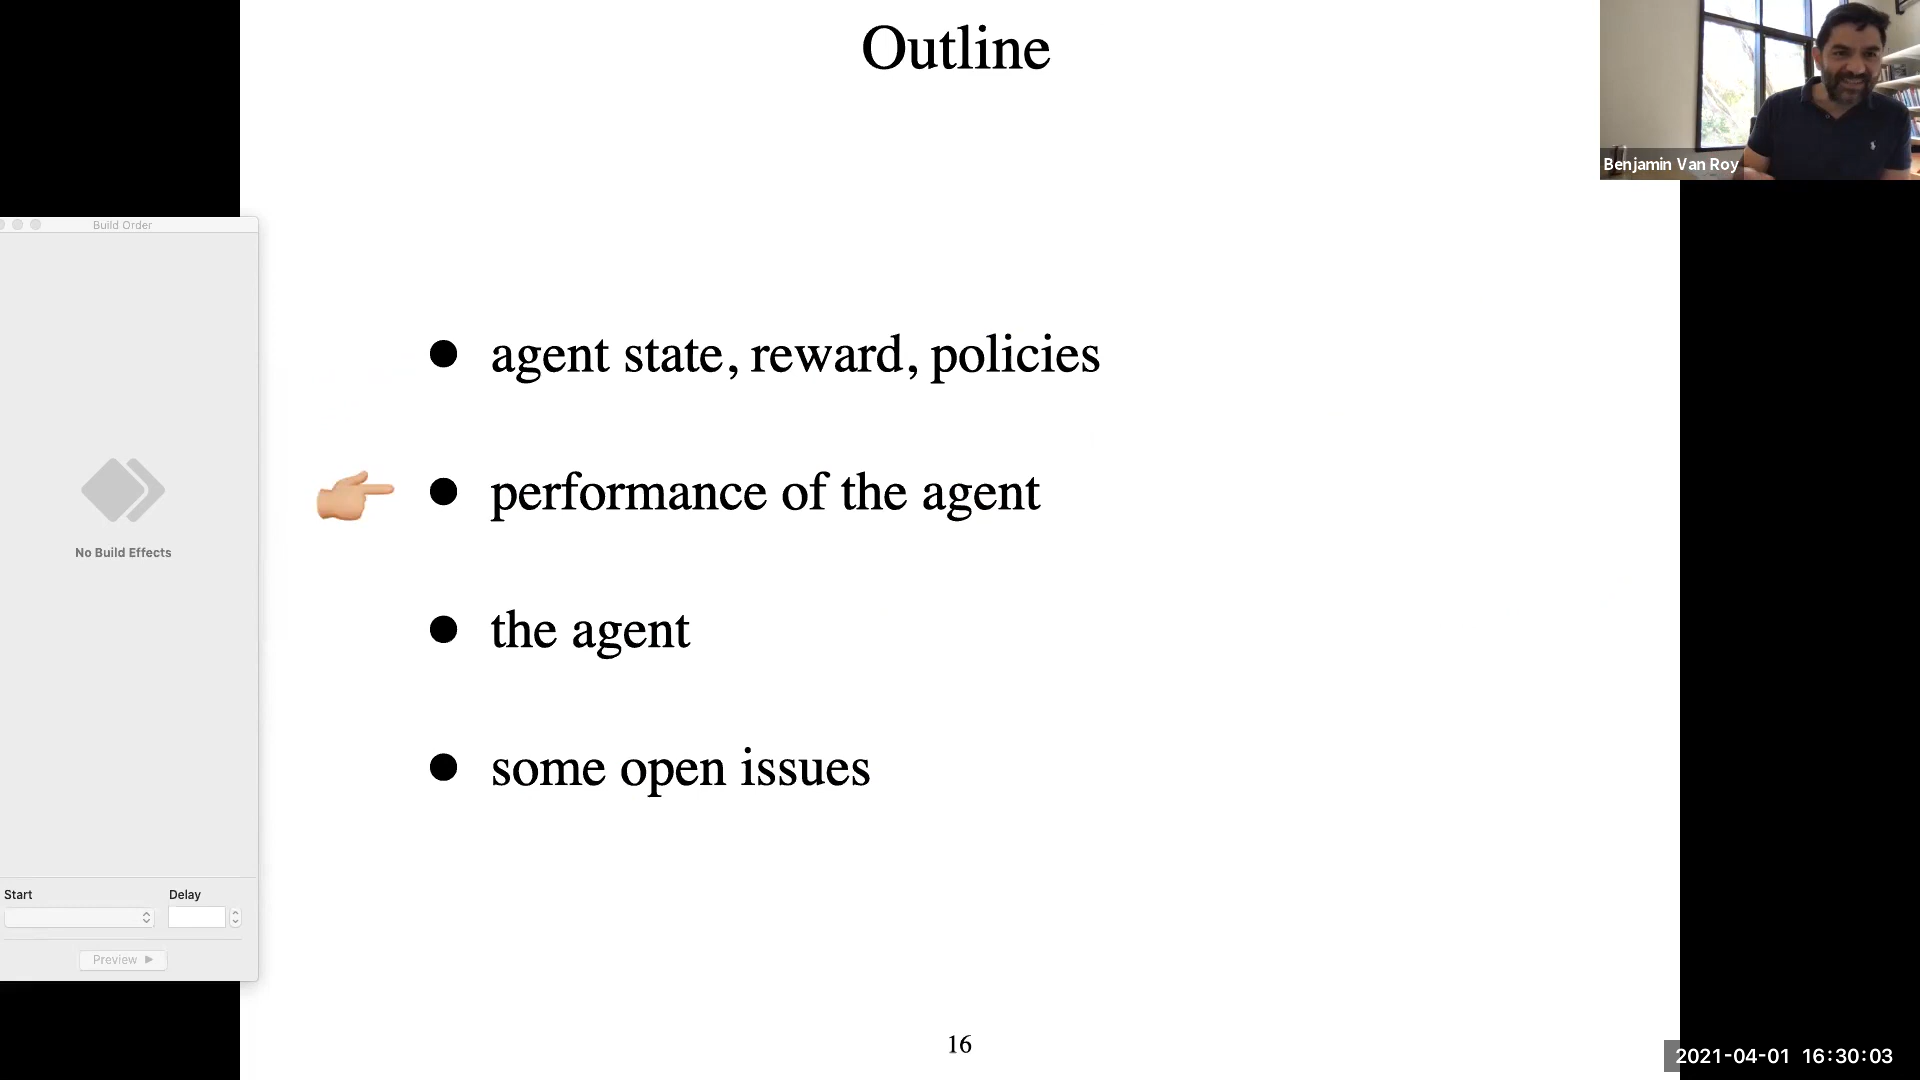 Outline
Benjamin Van Roy
Build Order
agent state, reward, policies
performance of the agent
No Build Effects
the agent
some open issues
Start
Delay
Preview
16
2021-04-01 16:30:03